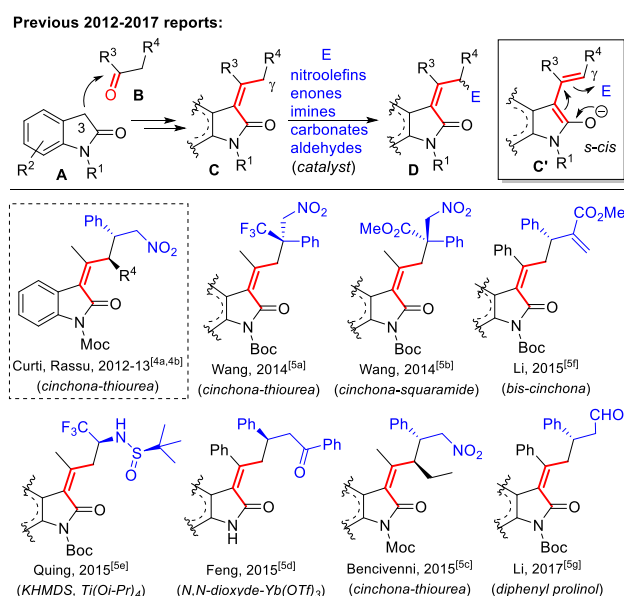 Previous 2012-2017 reports:
R³ R⁴
O B
3
R² A N R¹ O
R³ R⁴
γ
C N R¹ O
E
nitroolefins
enones
imines
carbonates
aldehydes
(catalyst)
R³ R⁴
E
D N R¹ O
R³ R⁴
γ
E
O ⊖
N R¹ s-cis
C'
Ph NO₂
R⁴
O
N
Moc
Curti, Rassu, 2012-13[4a,4b]
(cinchona-thiourea)
NO₂
F₃C Ph
O
N
Boc
Wang, 2014[5a]
(cinchona-thiourea)
NO₂
MeO₂C Ph
O
N
Boc
Wang, 2014[5b]
(cinchona-squaramide)
CO₂Me
Ph
Ph
O
N
Boc
Li, 2015[5f]
(bis-cinchona)
F₃C HN S
O
O
N
Boc
Quing, 2015[5e]
(KHMDS, Ti(Oi-Pr)₄)
Ph
Ph Ph
O
O
N
H
Feng, 2015[5d]
(N,N-dioxyde-Yb(OTf)₃)
Ph
NO₂
O
N
Moc
Bencivenni, 2015[5c]
(cinchona-thiourea)
CHO
Ph
Ph
O
N
Boc
Li, 2017[5g]
(diphenyl prolinol)